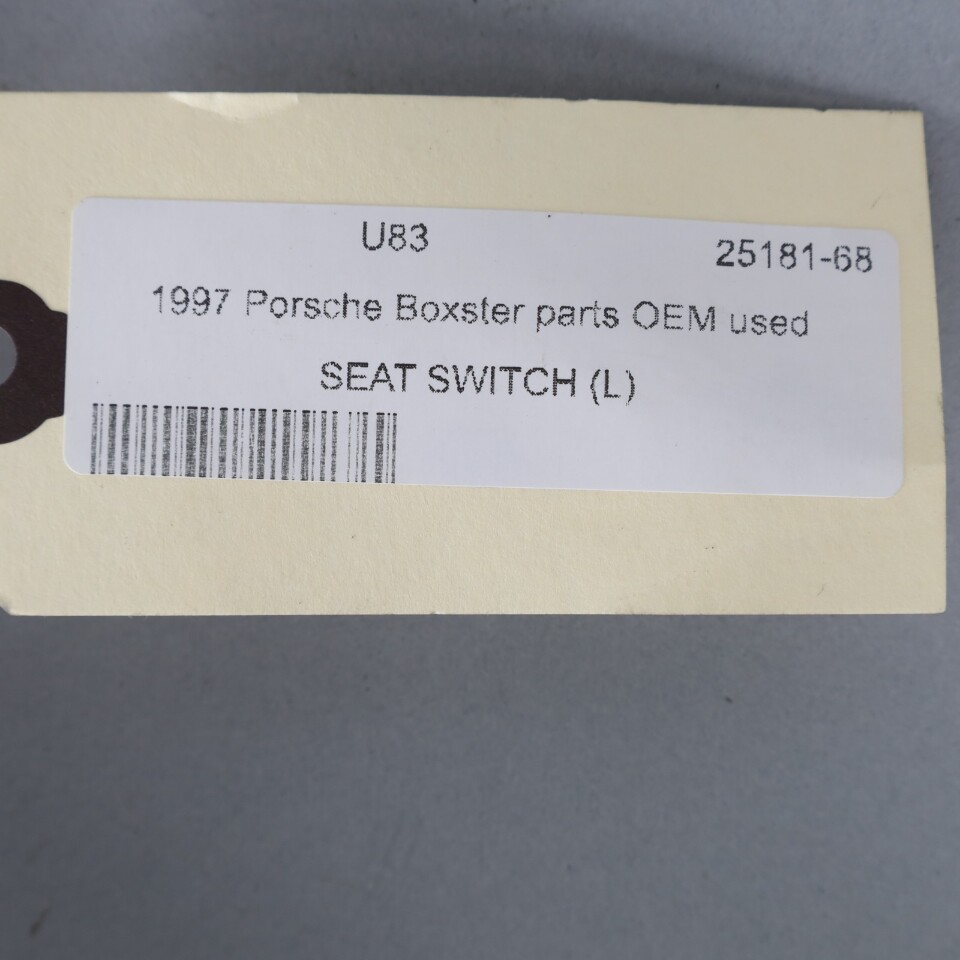 U83 25181-68
1997 Porsche Boxster parts OEM used
SEAT SWITCH (L)